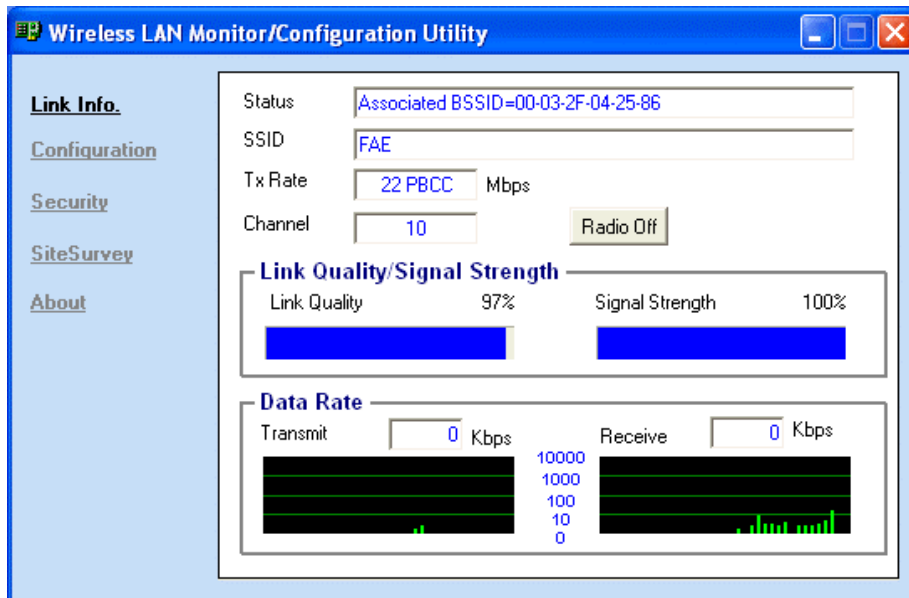 Wireless LAN Monitor/Configuration Utility
Link Info.
Configuration
Security
SiteSurvey
About
Status Associated BSSID=00-03-2F-04-25-86
SSID FAE
Tx Rate 22 PBCC Mbps
Channel 10 Radio Off
Link Quality/Signal Strength
Link Quality 97% Signal Strength 100%
Data Rate
Transmit 0 Kbps Receive 0 Kbps
10000
1000
100
10
0